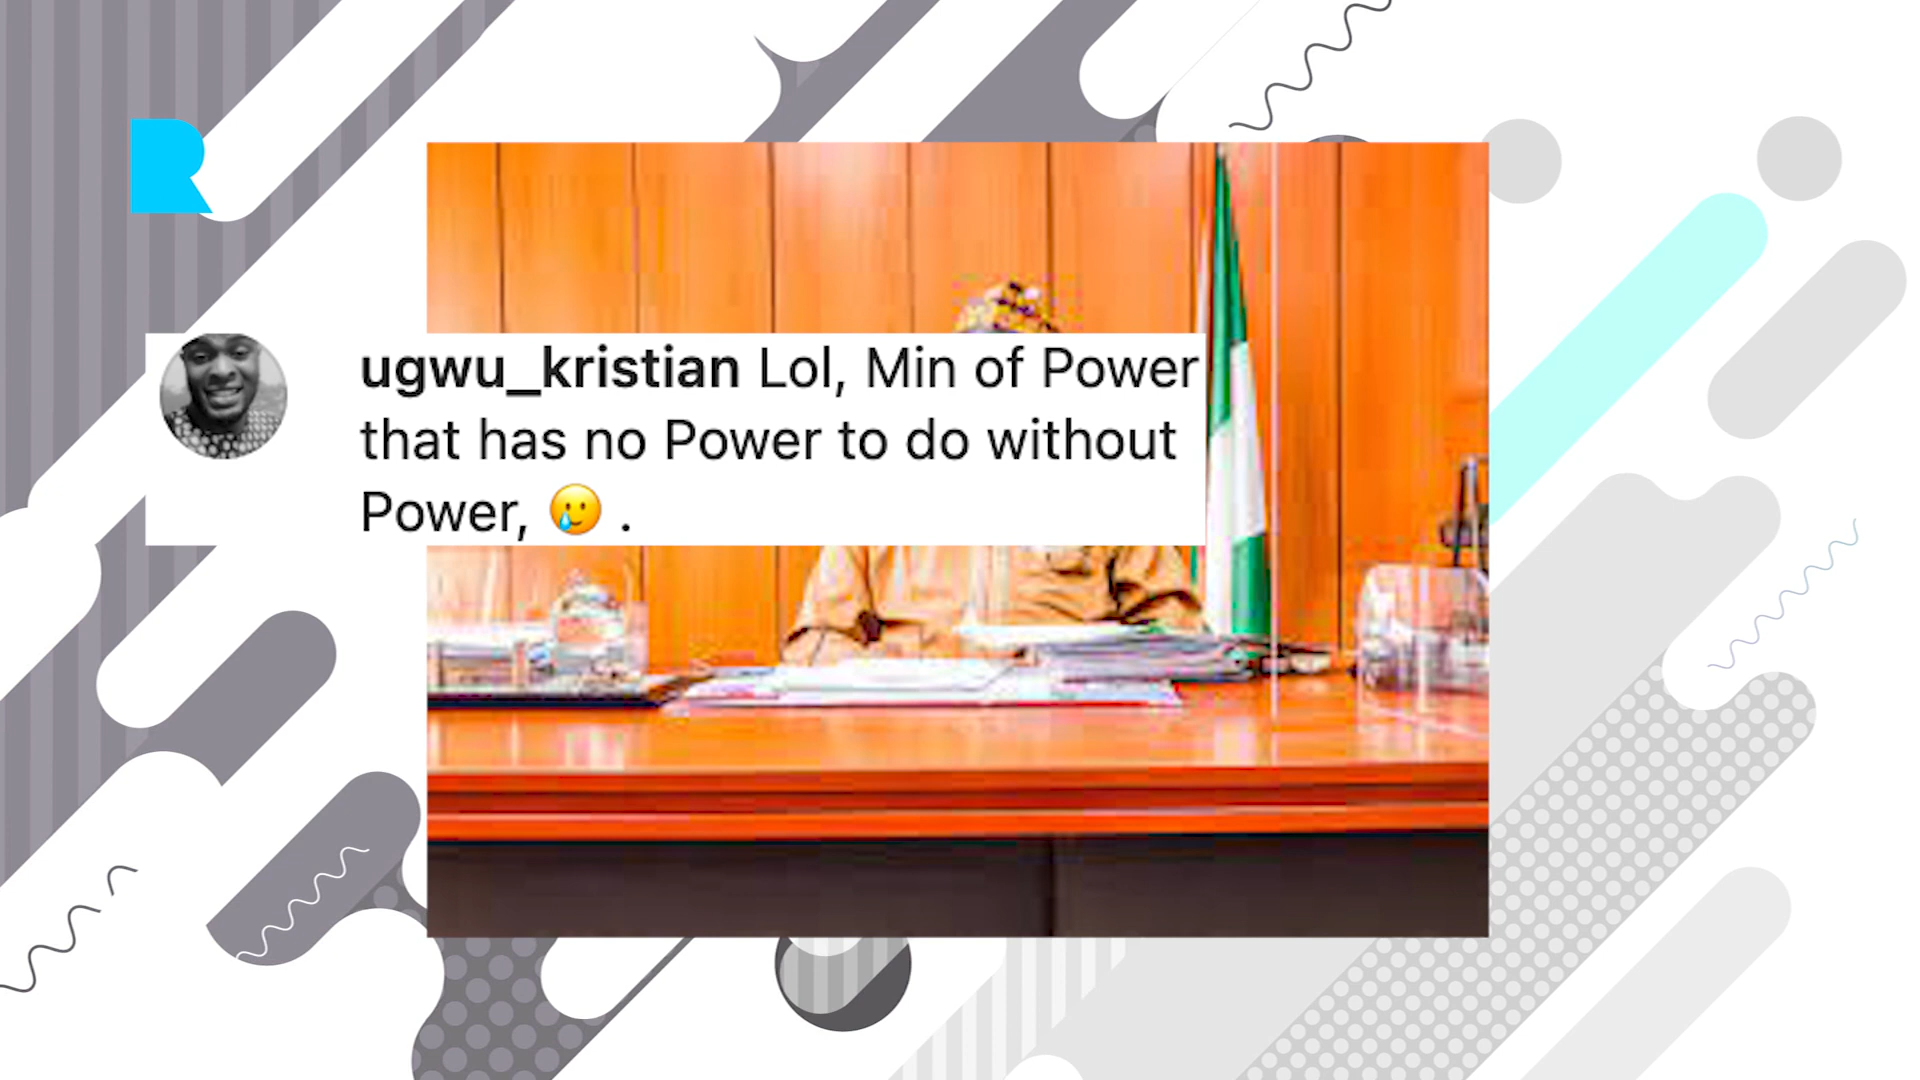 R
ugwu_kristian Lol, Min of Power
that has no Power to do without
Power, 🥲 .